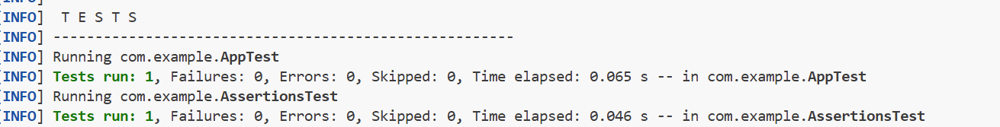 [INFO]  T E S T S
[INFO] -------------------------------------------------------
[INFO] Running com.example.AppTest
[INFO] Tests run: 1, Failures: 0, Errors: 0, Skipped: 0, Time elapsed: 0.065 s -- in com.example.AppTest
[INFO] Running com.example.AssertionsTest
[INFO] Tests run: 1, Failures: 0, Errors: 0, Skipped: 0, Time elapsed: 0.046 s -- in com.example.AssertionsTest